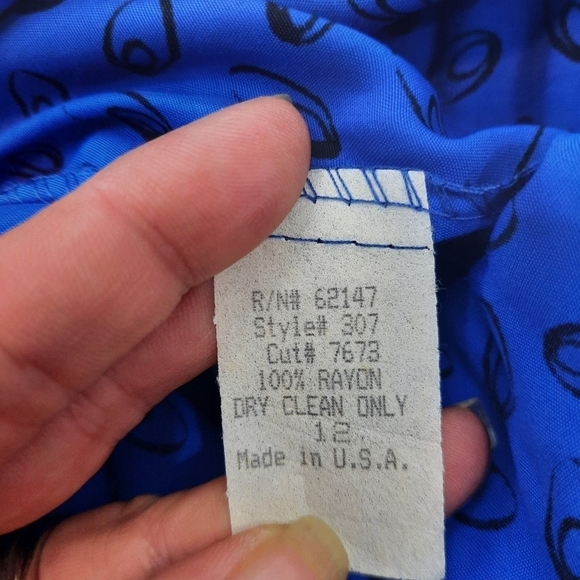 R/N# 62147
Style# 307
Cut# 7673
100% RAYON
DRY CLEAN ONLY
12
Made in U.S.A.